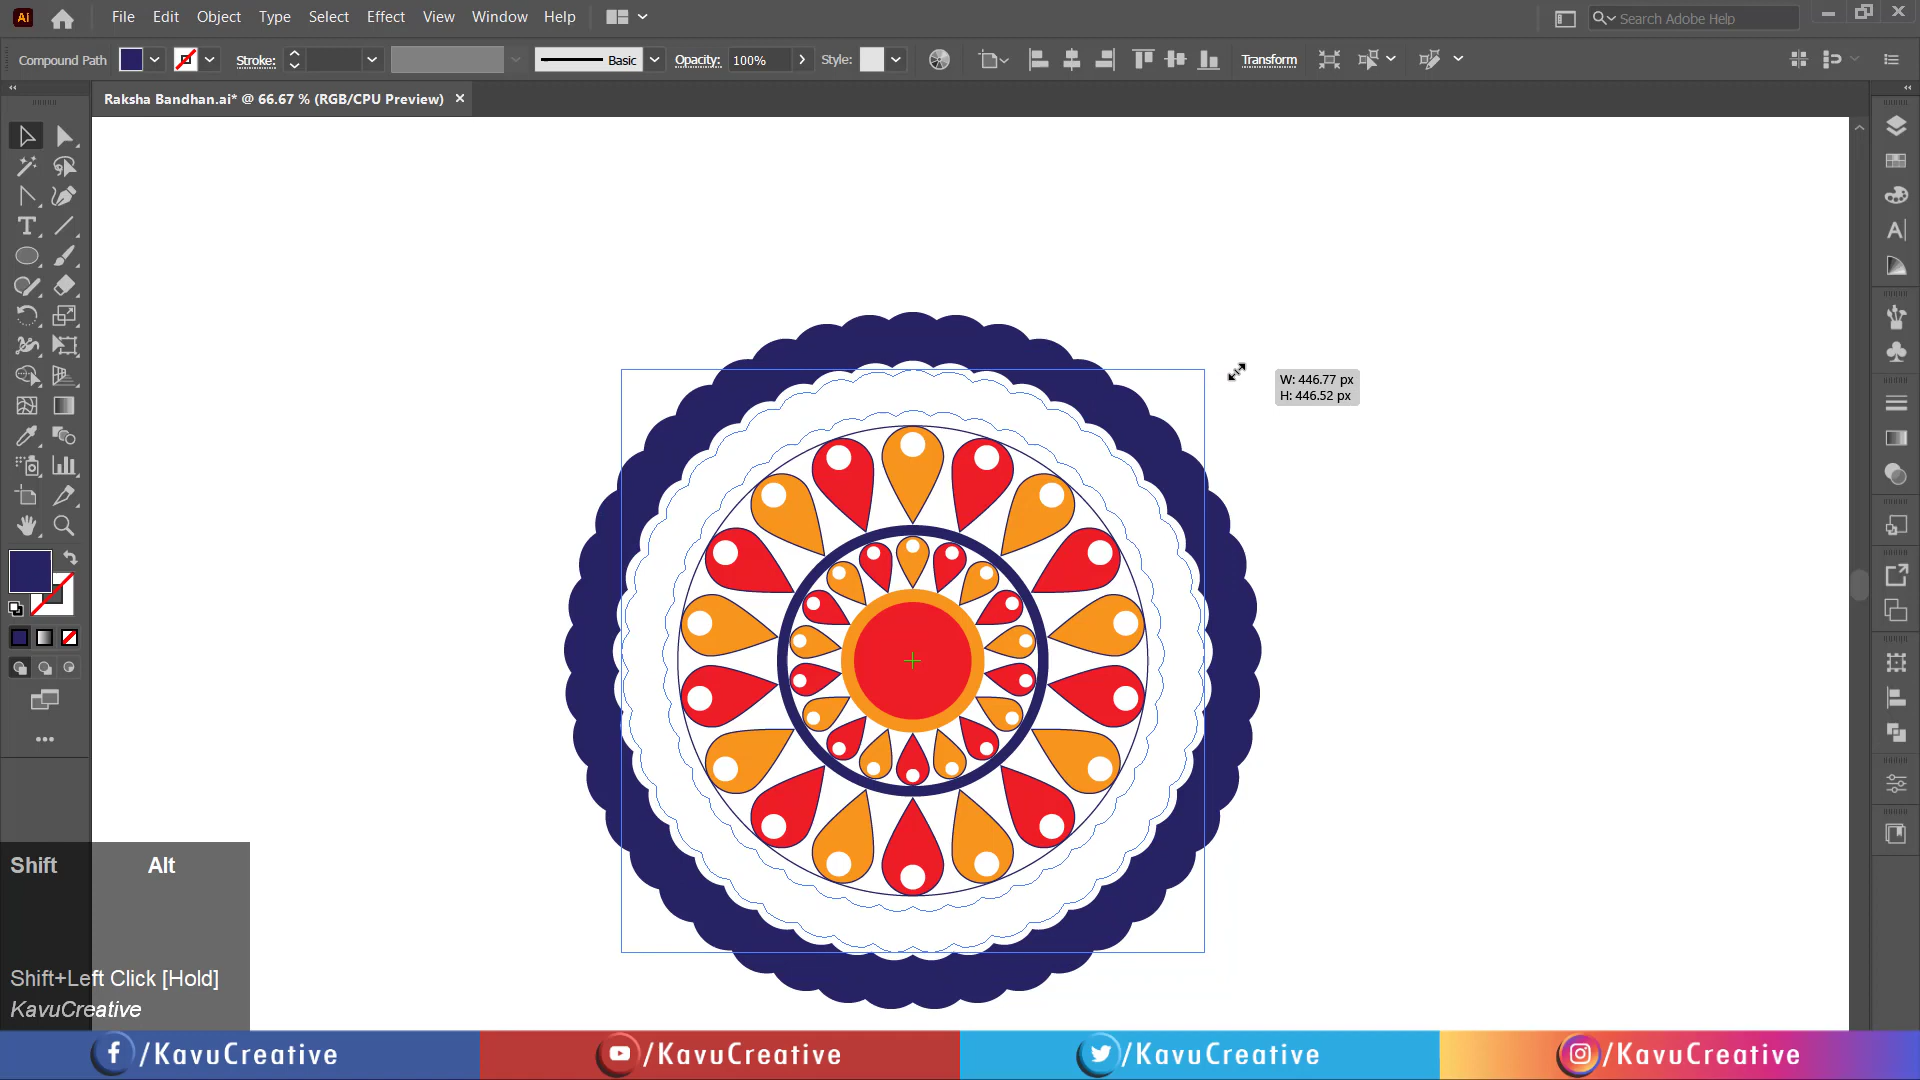 Ai File Edit Object Type Select Effect View Window Help Search Adobe Help
Compound Path Stroke: Basic Opacity: 100% Style: Transform
Raksha Bandhan.ai* @ 66.67 % (RGB/CPU Preview)
W: 446.77 px
H: 446.52 px
Shift Alt
Shift+Left Click [Hold]
KavuCreative
/KavuCreative /KavuCreative /KavuCreative /KavuCreative